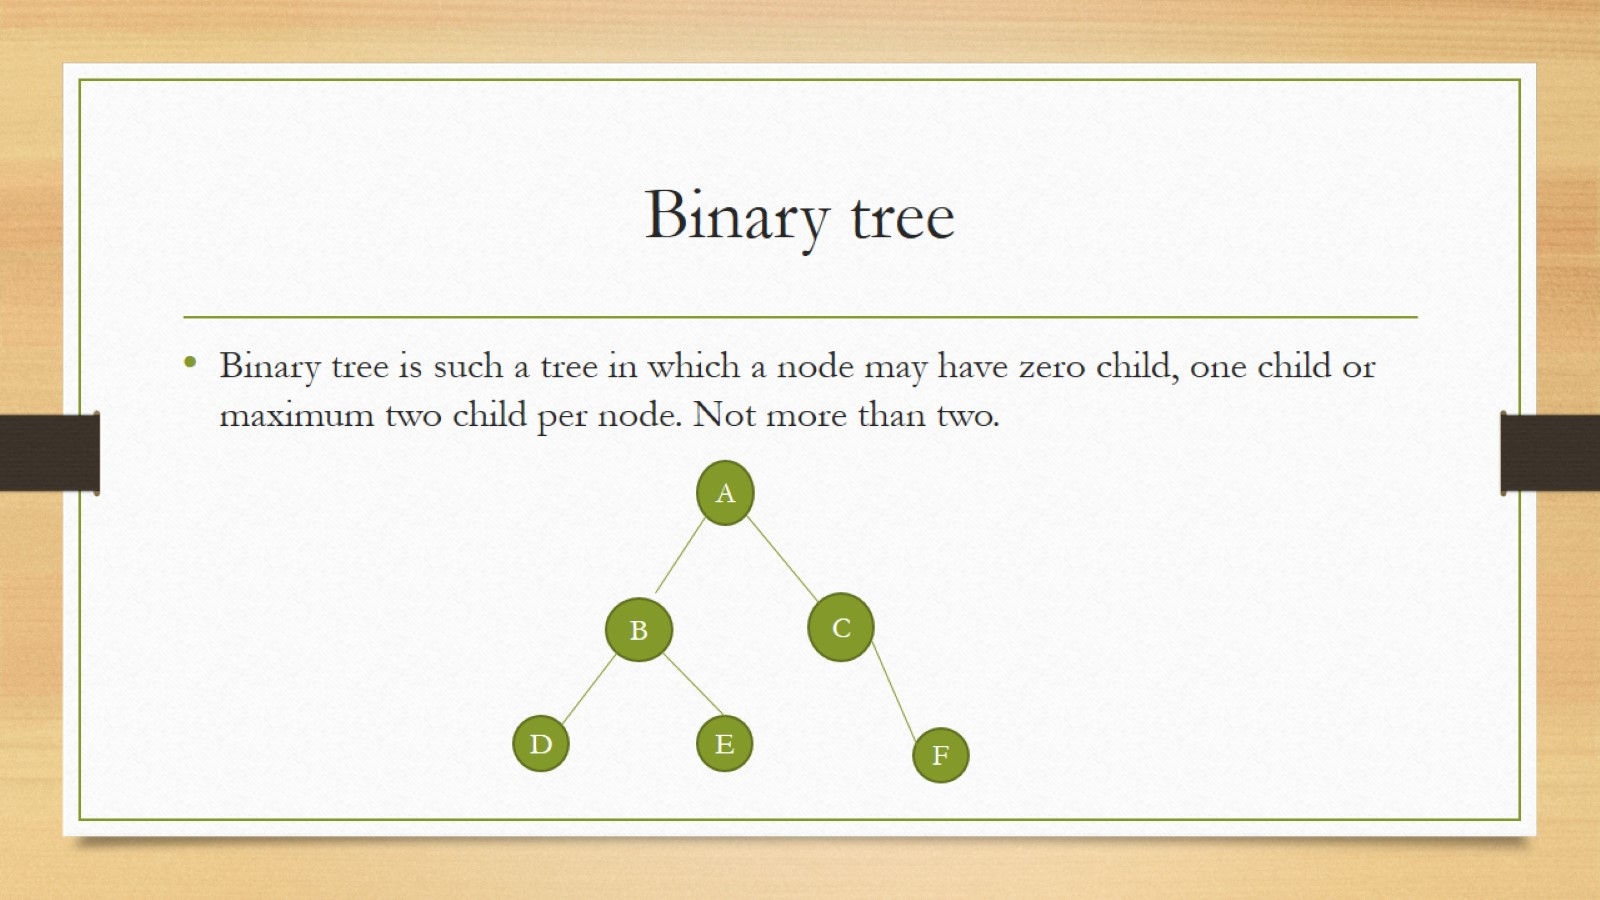 Binary tree
• Binary tree is such a tree in which a node may have zero child, one child or
maximum two child per node. Not more than two.
A
B
C
D
E
F